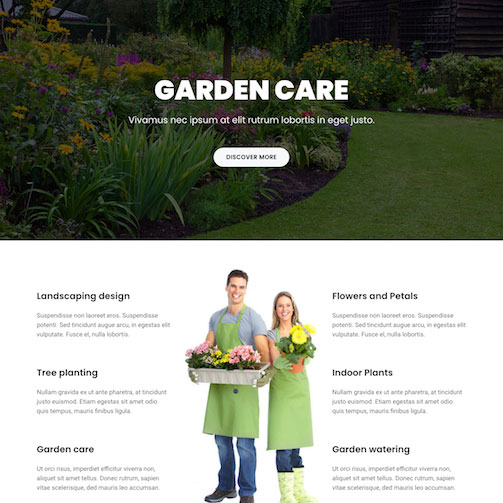 GARDEN CARE
Vivamus nec ipsum at elit rutrum lobortis in eget justo.
DISCOVER MORE
Landscaping design
Suspendisse non laoreet eros. Suspendisse
potenti. Sed tincidunt augue arcu, in egestas elit
vulputate. Fusce el, nulla lobortis.
Tree planting
Nullam gravida ex ut ante pharetra, at tincidunt
justo euismod. Etiam egestas sit amet odio
quis tempus, mauris finibus ligula.
Garden care
Ut orci risus, imperdiet efficitur viverra non,
aliquet sit amet tellus. Donec rutrum, sapien
vitae scelerisque, ded mauris leo accumsan.
Flowers and Petals
Suspendisse non laoreet eros. Suspendisse
potenti. Sed tincidunt augue arcu, in egestas elit
vulputate. Fusce el, nulla lobortis.
Indoor Plants
Nullam gravida ex ut ante pharetra, at tincidunt
justo euismod. Etiam egestas sit amet odio
quis tempus, mauris finibus ligula.
Garden watering
Ut orci risus, imperdiet efficitur viverra non,
aliquet sit amet tellus. Donec rutrum, sapien
vitae scelerisque, ded mauris leo accumsan.